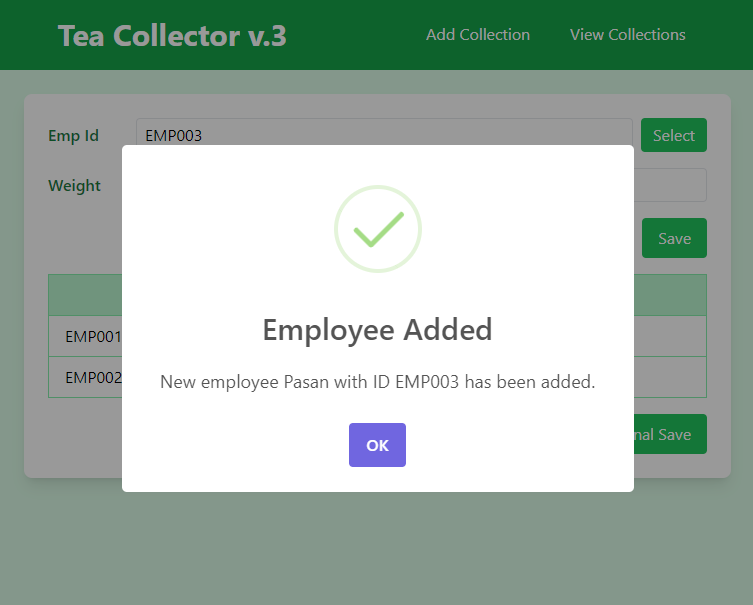 Tea Collector v.3
Add Collection
View Collections
Emp Id
EMP003
Select
Weight
Save
EMP001
EMP002
Save
Employee Added
New employee Pasan with ID EMP003 has been added.
OK